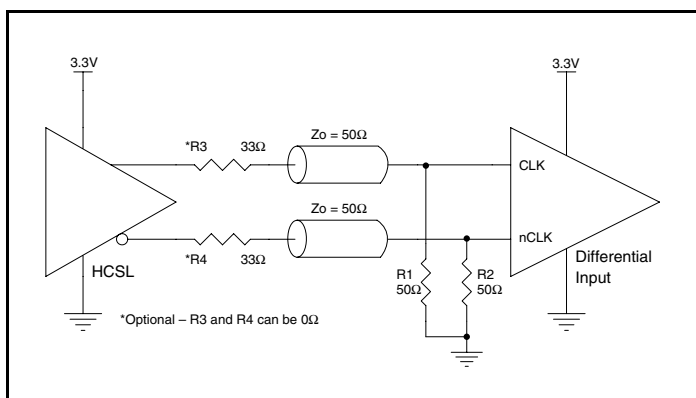 3.3V
3.3V
*R3 33Ω
Zo = 50Ω
CLK
Zo = 50Ω
nCLK
*R4 33Ω
HCSL
R1
50Ω
R2
50Ω
Differential
Input
*Optional – R3 and R4 can be 0Ω